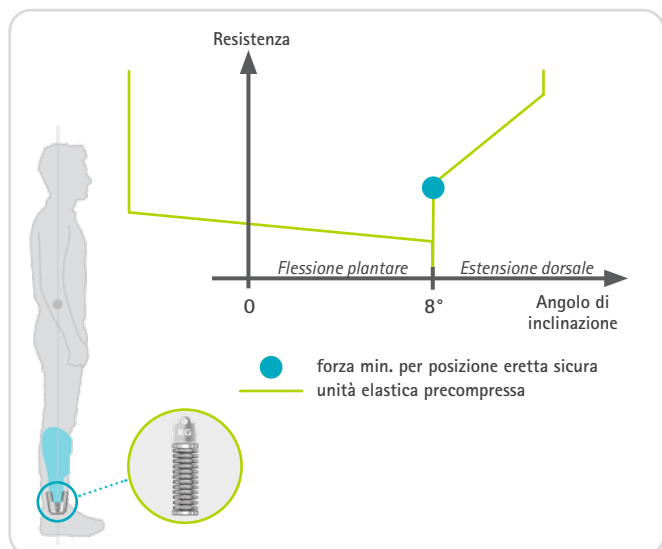 Resistenza
Flessione plantare
Estensione dorsale
0
8°
Angolo di
inclinazione
forza min. per posizione eretta sicura
unità elastica precompressa
KG